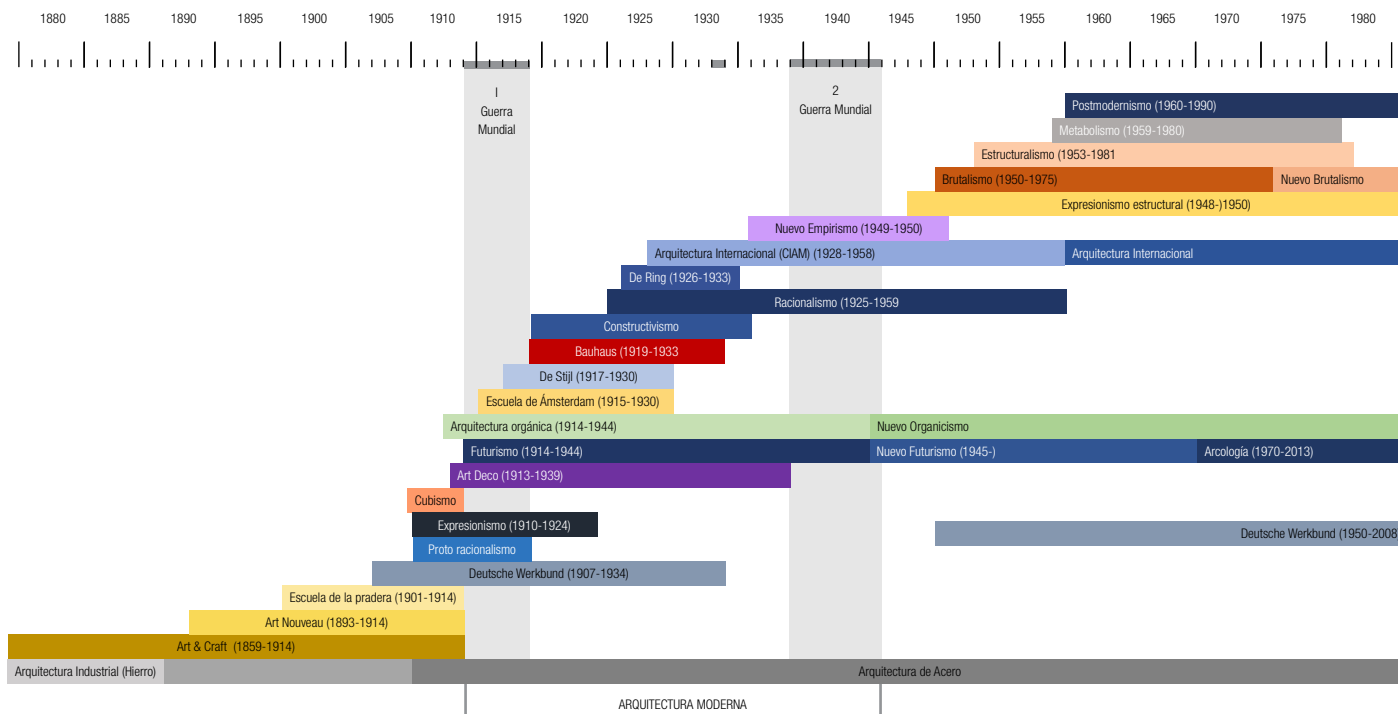 1880 1885 1890 1895 1900 1905 1910 1915 1920 1925 1930 1935 1940 1945 1950 1955 1960 1965 1970 1975 1980
I
Guerra
Mundial
2
Guerra Mundial
Postmodernismo (1960-1990)
Metabolismo (1959-1980)
Estructuralismo (1953-1981
Brutalismo (1950-1975) Nuevo Brutalismo
Expresionismo estructural (1948-)1950)
Nuevo Empirismo (1949-1950)
Arquitectura Internacional (CIAM) (1928-1958) Arquitectura Internacional
De Ring (1926-1933)
Racionalismo (1925-1959
Constructivismo
Bauhaus (1919-1933
De Stijl (1917-1930)
Escuela de Ámsterdam (1915-1930)
Arquitectura orgánica (1914-1944) Nuevo Organicismo
Futurismo (1914-1944) Nuevo Futurismo (1945-) Arcología (1970-2013)
Art Deco (1913-1939)
Cubismo
Expresionismo (1910-1924)
Deutsche Werkbund (1950-2008
Proto racionalismo
Deutsche Werkbund (1907-1934)
Escuela de la pradera (1901-1914)
Art Nouveau (1893-1914)
Art & Craft (1859-1914)
Arquitectura Industrial (Hierro) Arquitectura de Acero
ARQUITECTURA MODERNA